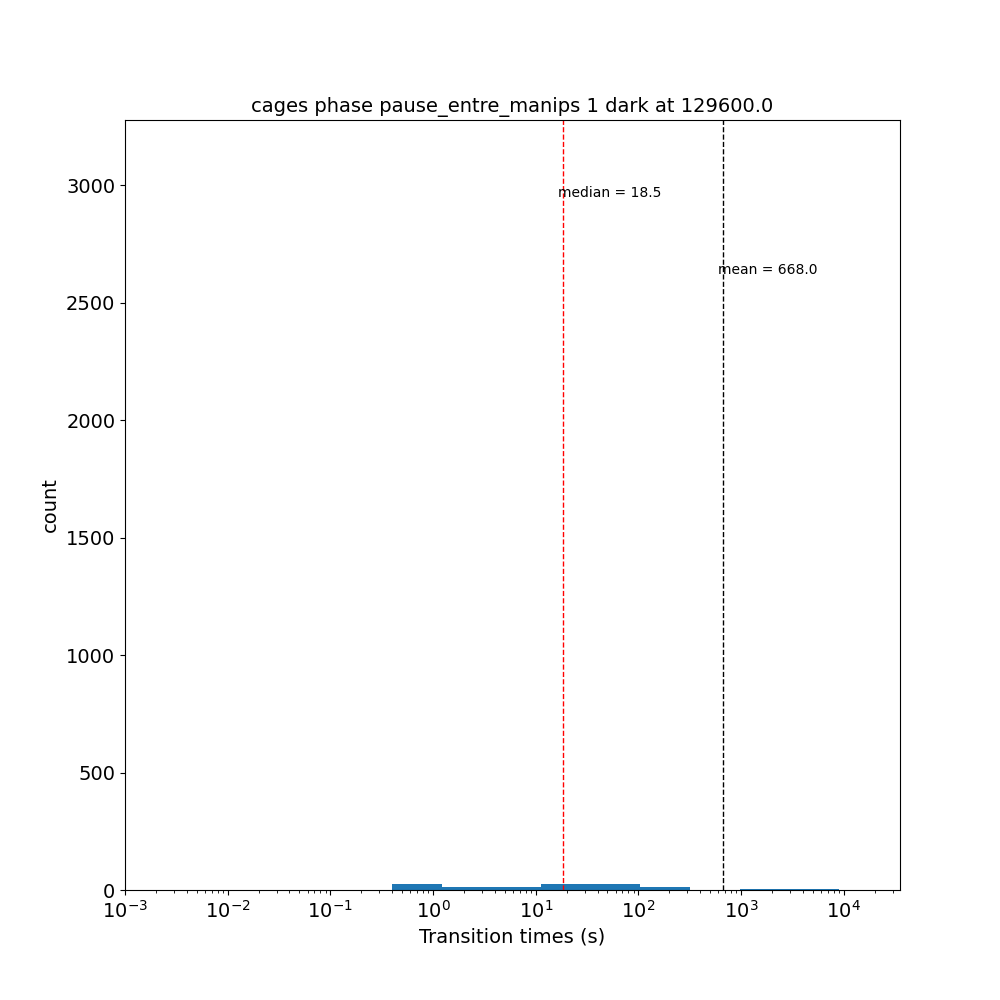 cages phase pause_entre_manips 1 dark at 129600.0
3000
median = 18.5
mean = 668.0
2500
2000
count
1500
1000
500
0
10⁻³ 10⁻² 10⁻¹ 10⁰ 10¹ 10² 10³ 10⁴
Transition times (s)